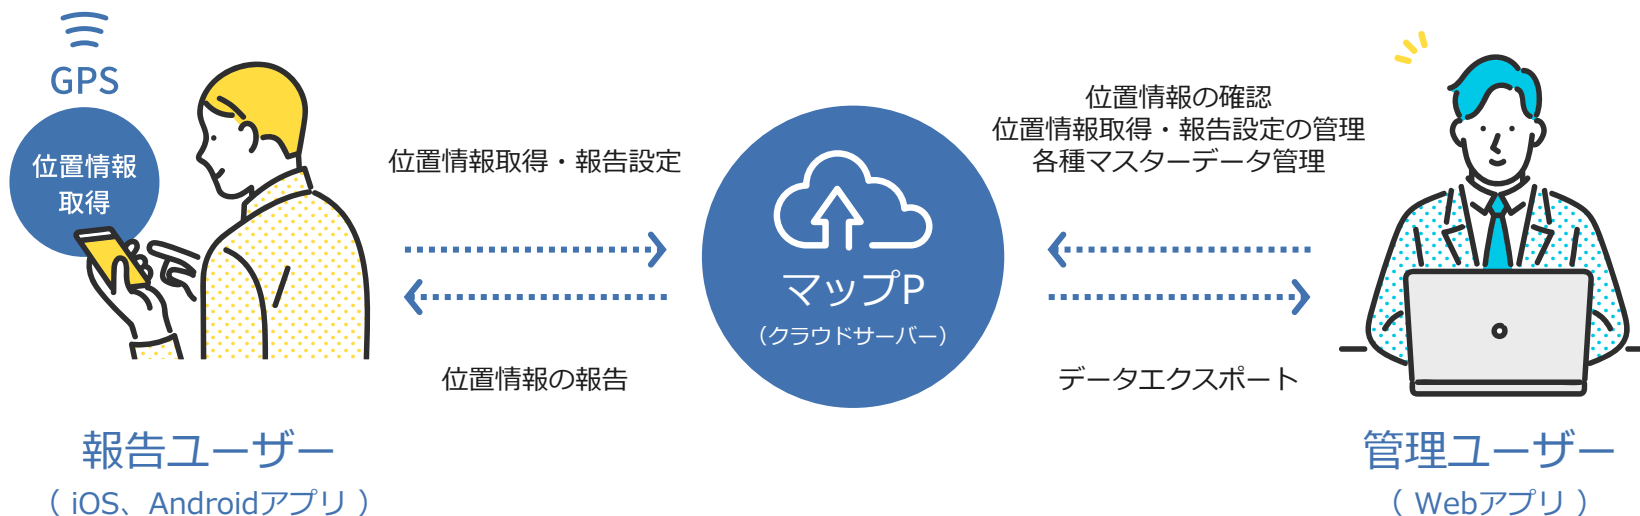 GPS
位置情報
取得
位置情報取得・報告設定
位置情報の報告
報告ユーザー
（ iOS、Androidアプリ ）
マップP
（クラウドサーバー）
位置情報の確認
位置情報取得・報告設定の管理
各種マスターデータ管理
データエクスポート
管理ユーザー
（ Webアプリ ）